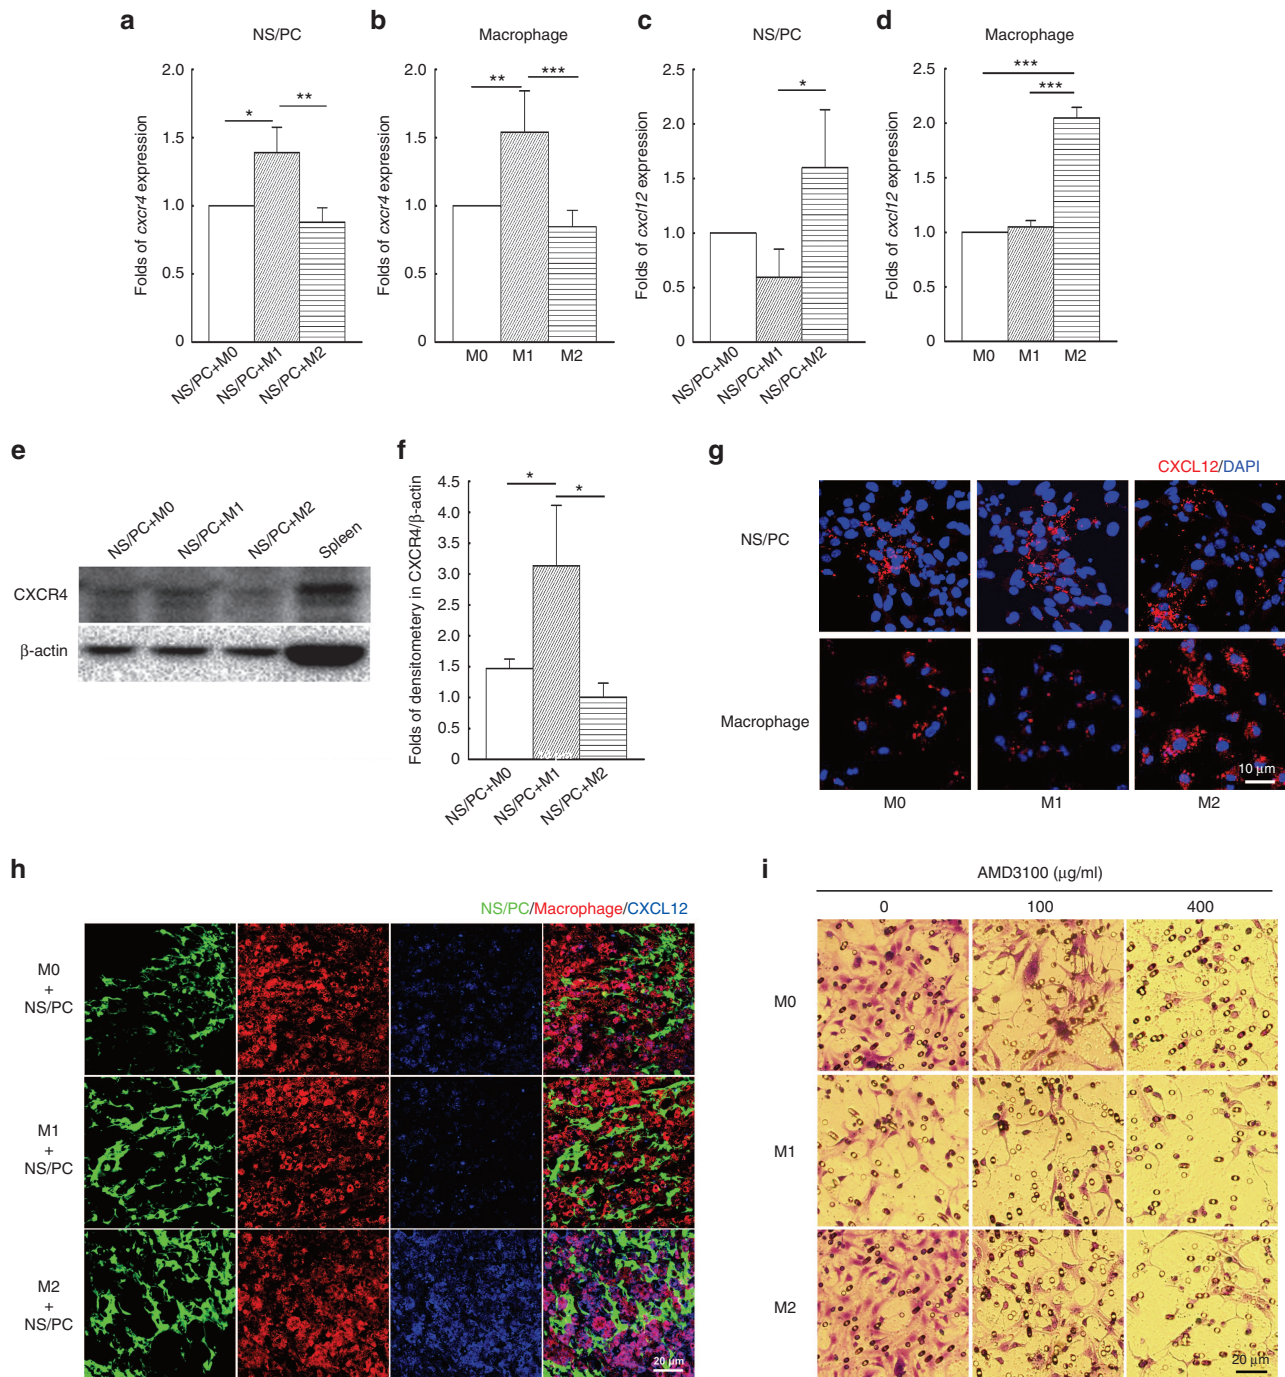 a
NS/PC
Folds of cxcr4 expression
2.0
1.5
1.0
0.5
0
*
**
NS/PC+M0
NS/PC+M1
NS/PC+M2
b
Macrophage
Folds of cxcr4 expression
2.0
1.5
1.0
0.5
0
**
***
M0
M1
M2
c
NS/PC
Folds of cxcl12 expression
2.5
2.0
1.5
1.0
0.5
0
*
NS/PC+M0
NS/PC+M1
NS/PC+M2
d
Macrophage
Folds of cxcl12 expression
2.5
2.0
1.5
1.0
0.5
0
***
***
M0
M1
M2
e
NS/PC+M0
NS/PC+M1
NS/PC+M2
Spleen
CXCR4
β-actin
f
Folds of densitometery in CXCR4/β-actin
4.5
4.0
3.5
3.0
2.5
2.0
1.5
1.0
0.5
0
*
*
NS/PC+M0
NS/PC+M1
NS/PC+M2
g
CXCL12/DAPI
NS/PC
Macrophage
10 μm
M0
M1
M2
h
NS/PC/Macrophage/CXCL12
M0
+
NS/PC
M1
+
NS/PC
M2
+
NS/PC
20 μm
i
AMD3100 (μg/ml)
0
100
400
M0
M1
M2
20 μm